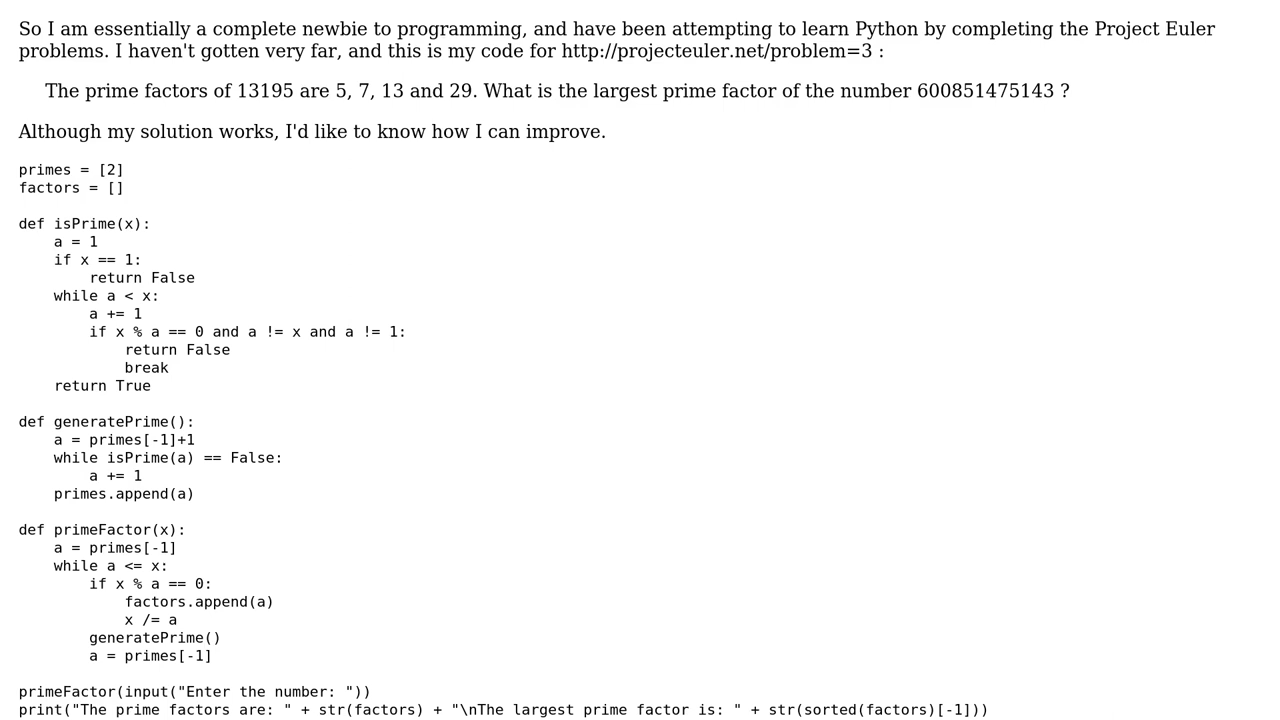 So I am essentially a complete newbie to programming, and have been attempting to learn Python by completing the Project Euler
problems. I haven't gotten very far, and this is my code for http://projecteuler.net/problem=3 :
The prime factors of 13195 are 5, 7, 13 and 29. What is the largest prime factor of the number 600851475143 ?
Although my solution works, I'd like to know how I can improve.
primes = [2]
factors = []
def isPrime(x):
    a = 1
    if x == 1:
        return False
    while a < x:
        a += 1
        if x % a == 0 and a != x and a != 1:
            return False
            break
    return True
def generatePrime():
    a = primes[-1]+1
    while isPrime(a) == False:
        a += 1
    primes.append(a)
def primeFactor(x):
    a = primes[-1]
    while a <= x:
        if x % a == 0:
            factors.append(a)
            x /= a
        generatePrime()
        a = primes[-1]
primeFactor(input("Enter the number: "))
print("The prime factors are: " + str(factors) + "\nThe largest prime factor is: " + str(sorted(factors)[-1]))